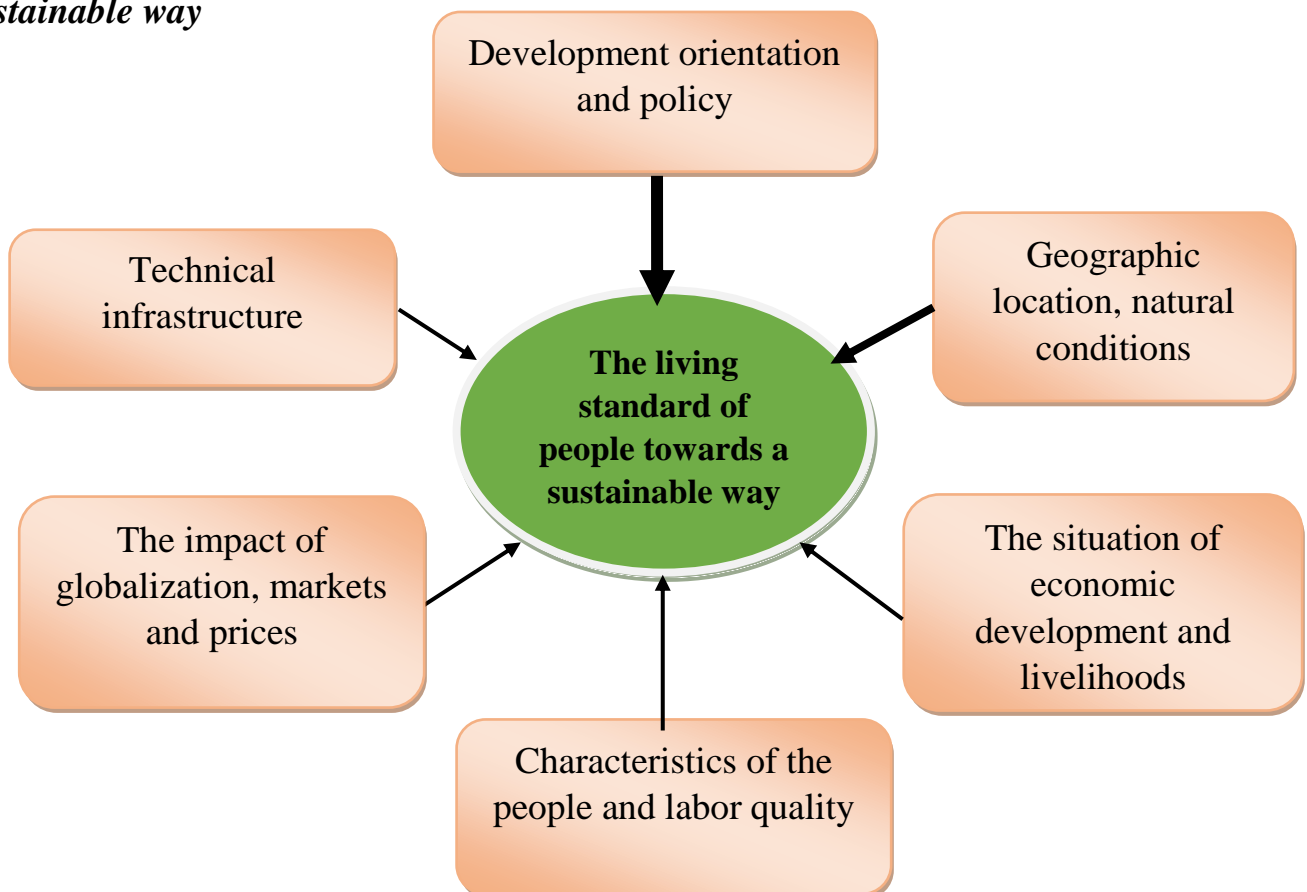 stainable way
Development orientation
and policy
Technical
infrastructure
Geographic
location, natural
conditions
The living
standard of
people towards a
sustainable way
The impact of
globalization, markets
and prices
The situation of
economic
development and
livelihoods
Characteristics of the
people and labor quality